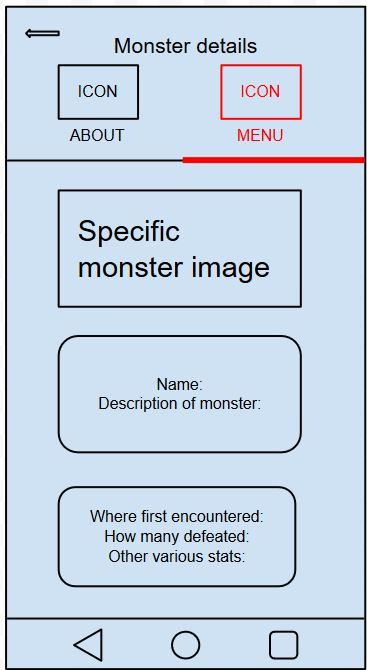 Monster details
ICON
ICON
ABOUT
MENU
Specific
monster image
Name:
Description of monster:
Where first encountered:
How many defeated:
Other various stats: